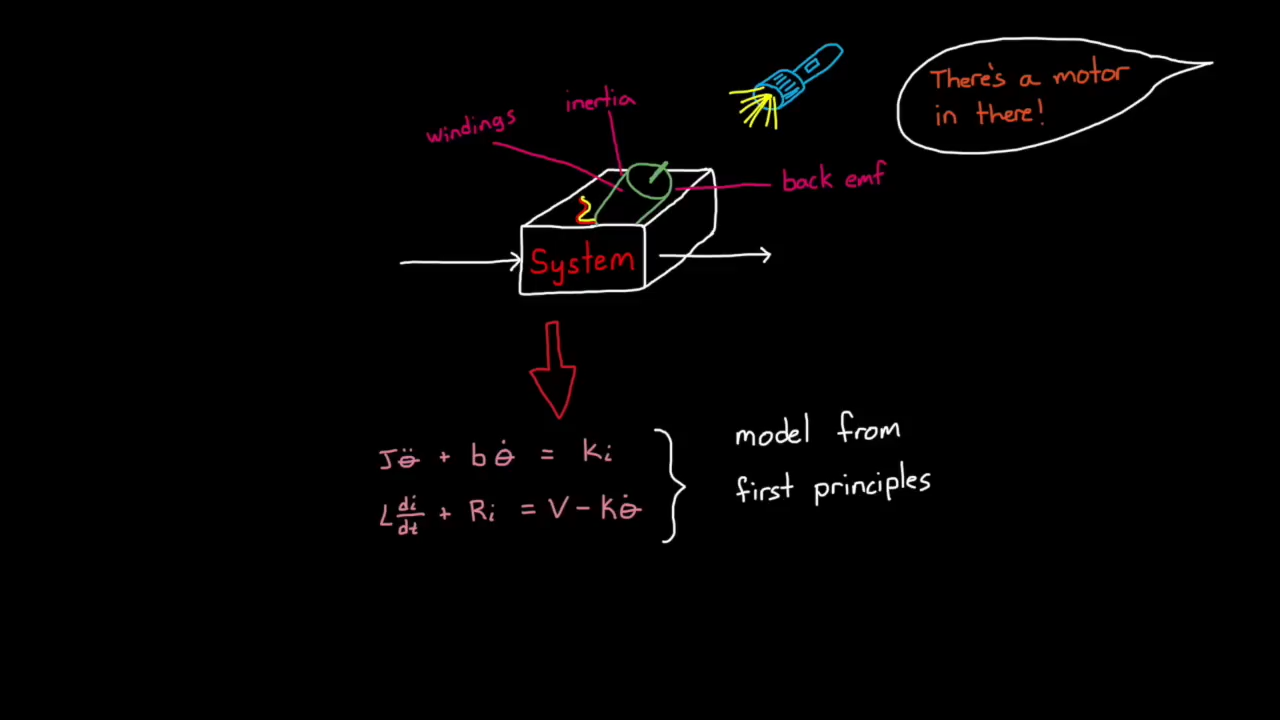 There's a motor
in there!
inertia
windings
back emf
System
Jθ̈ + bθ̇ = Ki
L di/dt + Ri = V - Kθ̇
model from
first principles